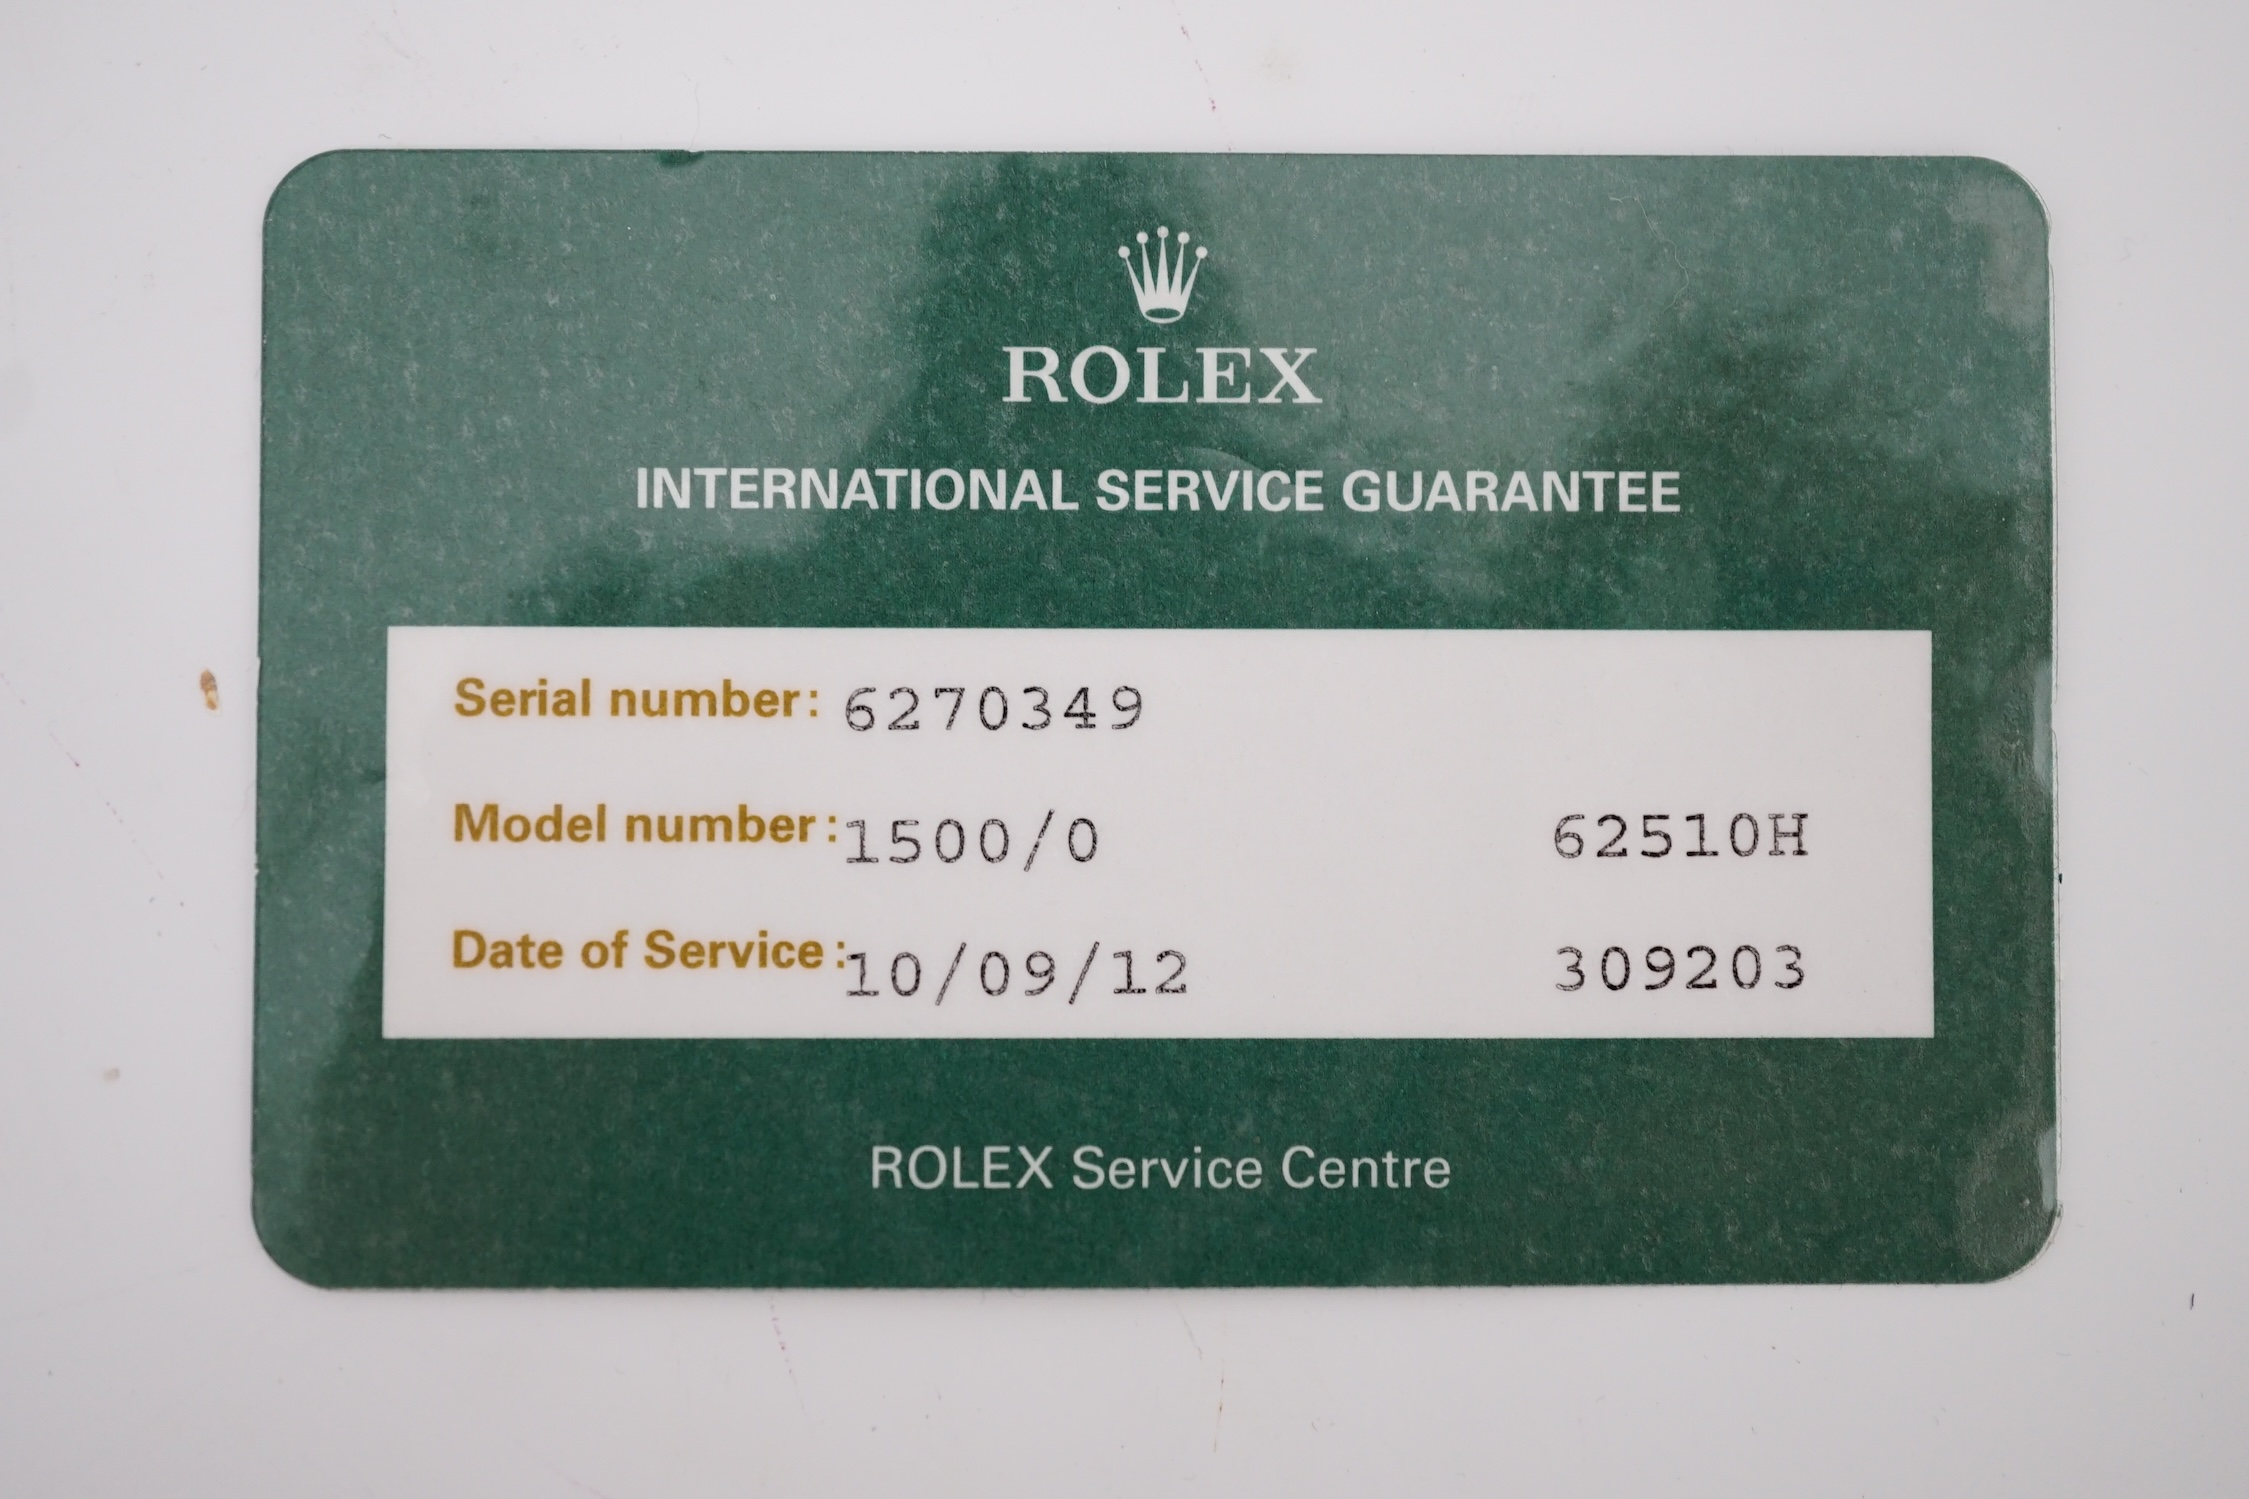 ROLEX
INTERNATIONAL SERVICE GUARANTEE
Serial number: 6270349
Model number: 1500/0 62510H
Date of Service: 10/09/12 309203
ROLEX Service Centre